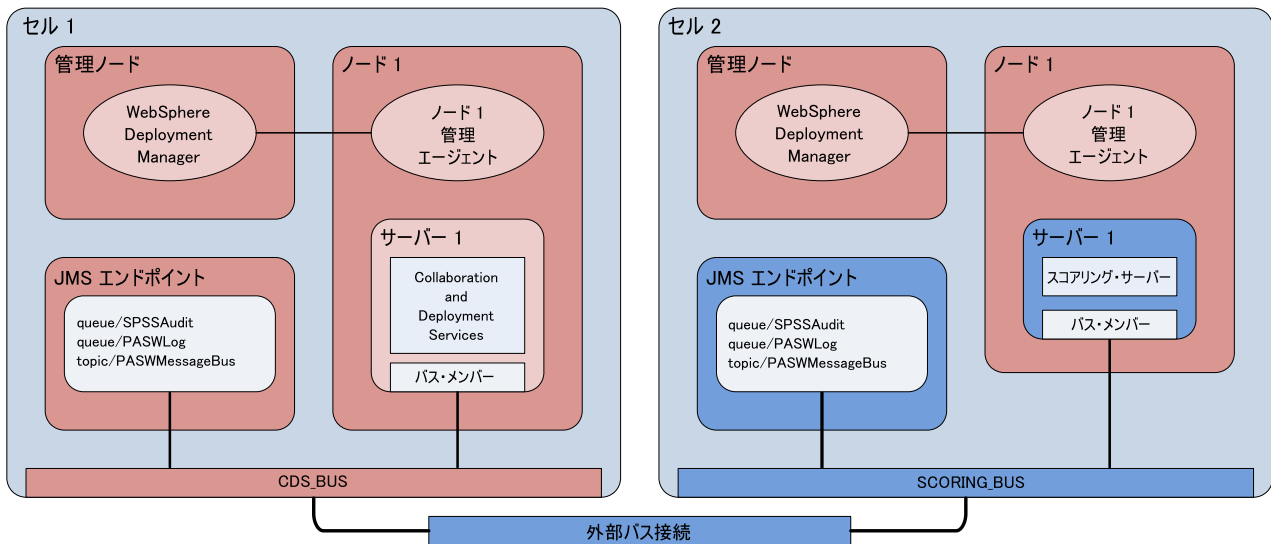 セル 1
管理ノード
WebSphere
Deployment
Manager
ノード 1
ノード 1
管理
エージェント
サーバー 1
Collaboration
and
Deployment
Services
バス・メンバー
JMS エンドポイント
queue/SPSSAudit
queue/PASWLog
topic/PASWMessageBus
CDS_BUS
セル 2
管理ノード
WebSphere
Deployment
Manager
ノード 1
ノード 1
管理
エージェント
サーバー 1
スコアリング・サーバー
バス・メンバー
JMS エンドポイント
queue/SPSSAudit
queue/PASWLog
topic/PASWMessageBus
SCORING_BUS
外部バス接続